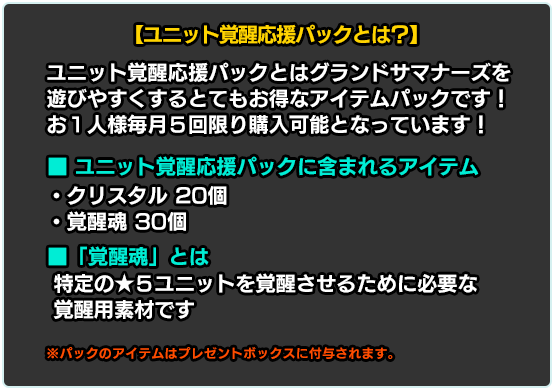 【ユニット覚醒応援パックとは?】
ユニット覚醒応援パックとはグランドサマナーズを
遊びやすくするとてもお得なアイテムパックです！
お１人様毎月５回限り購入可能となっています！
■ ユニット覚醒応援パックに含まれるアイテム
・クリスタル 20個
・覚醒魂 30個
■「覚醒魂」とは
特定の★５ユニットを覚醒させるために必要な
覚醒用素材です
※パックのアイテムはプレゼントボックスに付与されます。